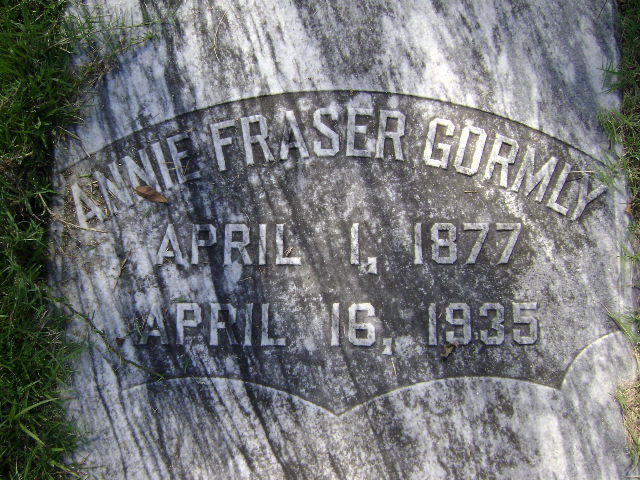 ANNIE FRASER GORMLY
APRIL 1, 1877
APRIL 16, 1935